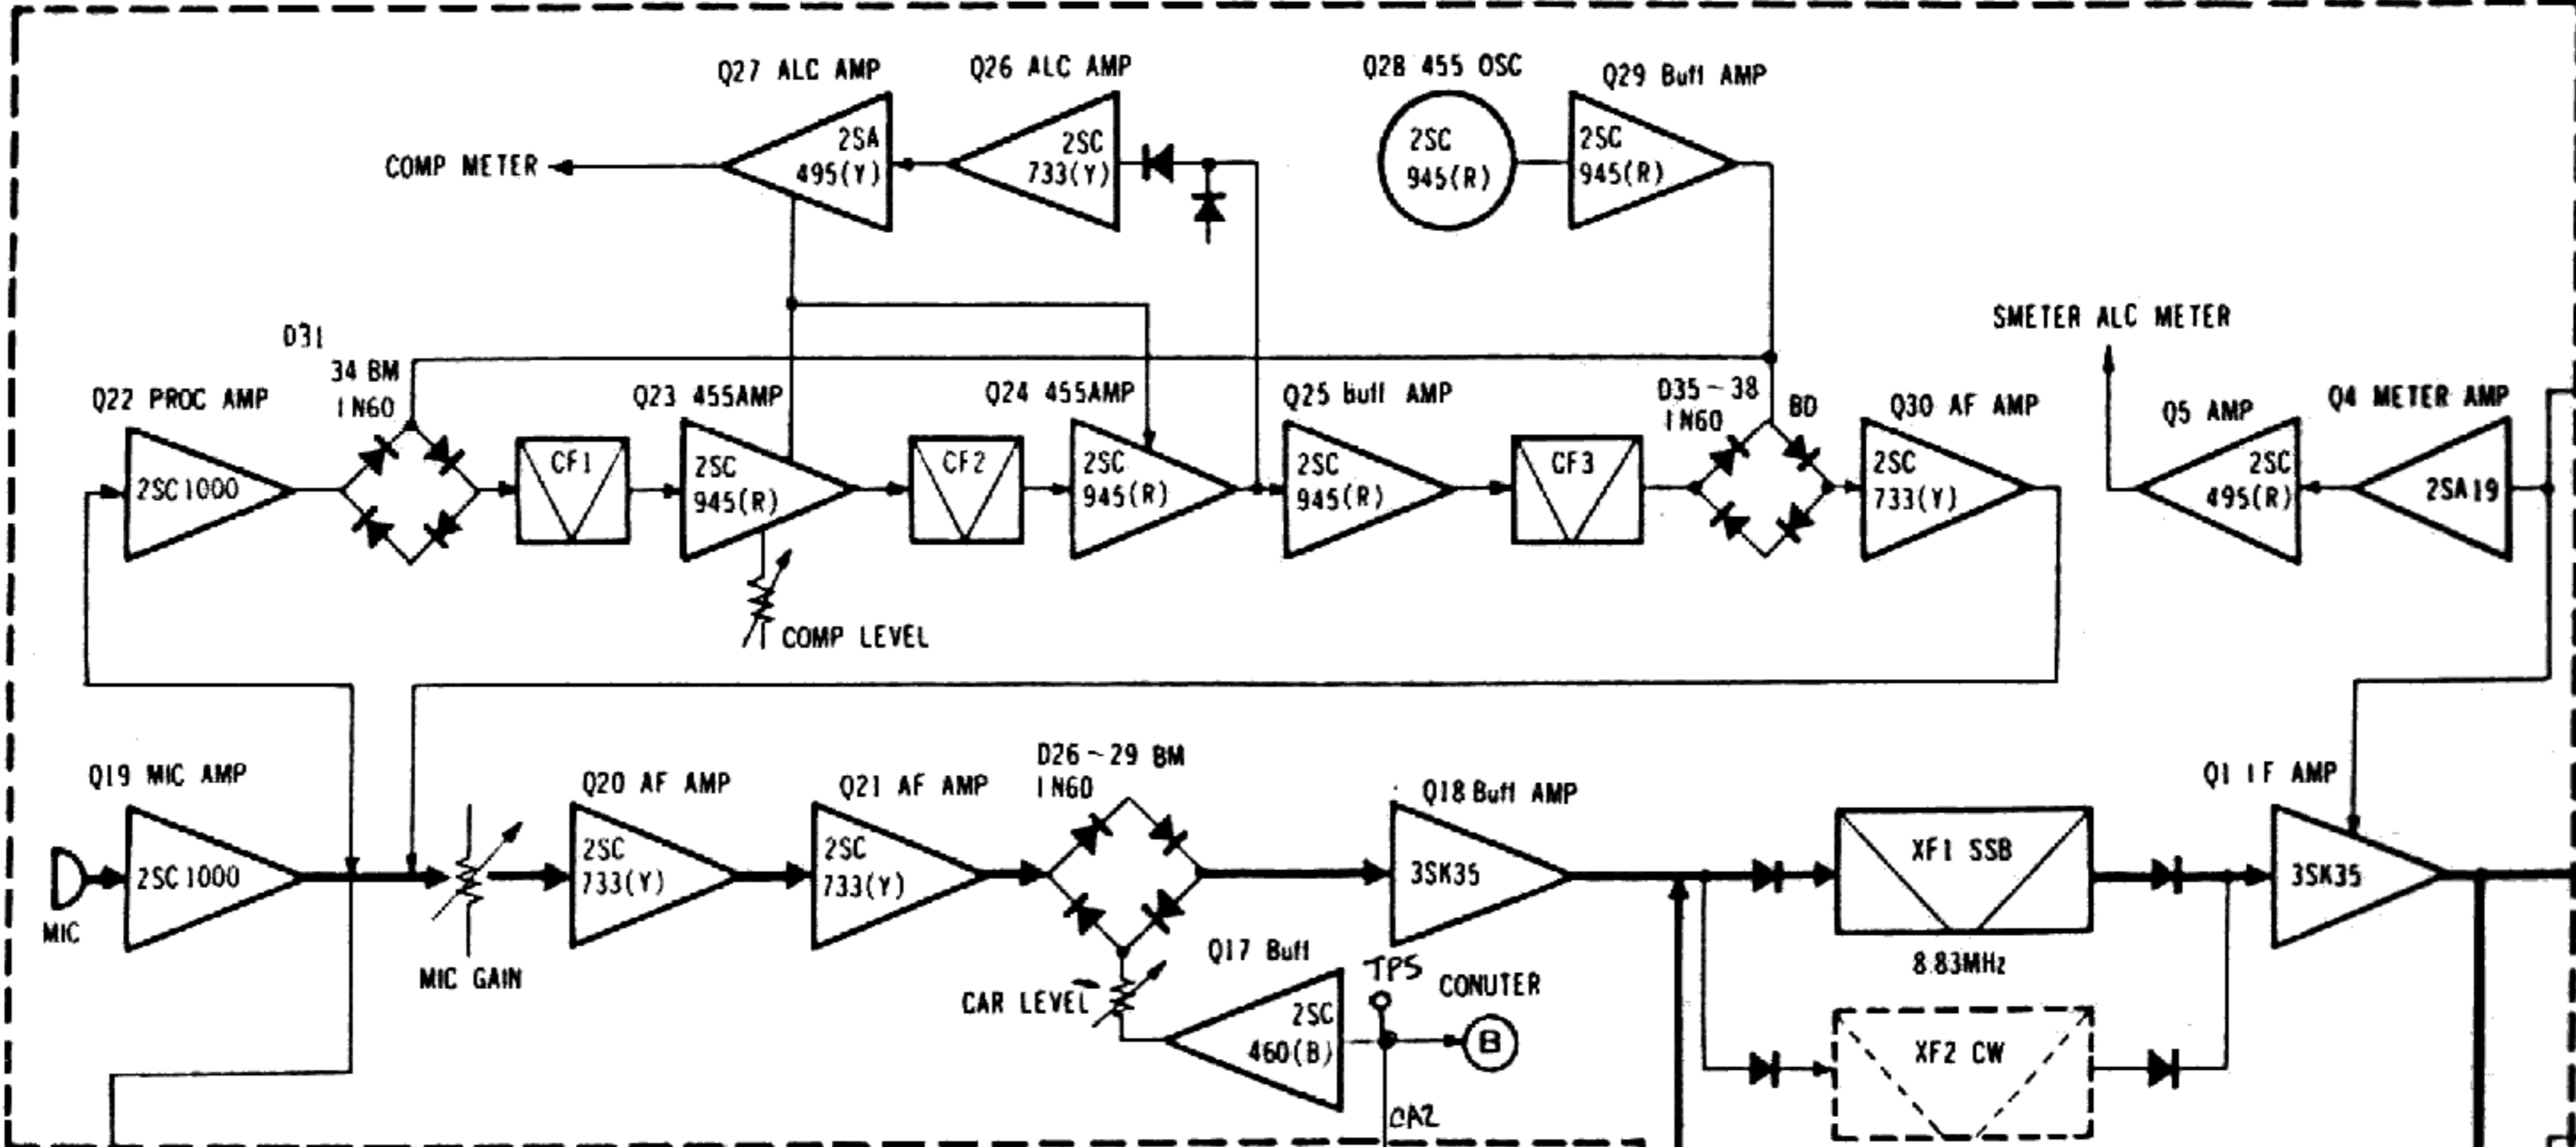 Q27 ALC AMP
Q26 ALC AMP
Q28 455 OSC
Q29 Buff AMP
COMP METER
2SA
495(Y)
2SC
733(Y)
2SC
945(R)
2SC
945(R)
SMETER ALC METER
D31
34 BM
1N60
Q22 PROC AMP
Q23 455AMP
Q24 455AMP
Q25 buff AMP
D35~38
1N60
BD
Q30 AF AMP
Q5 AMP
Q4 METER AMP
2SC1000
CF1
2SC
945(R)
CF2
2SC
945(R)
2SC
945(R)
CF3
2SC
733(Y)
2SC
495(R)
2SA19
COMP LEVEL
Q19 MIC AMP
Q20 AF AMP
Q21 AF AMP
D26~29 BM
1N60
Q18 Buff AMP
Q1 IF AMP
2SC1000
2SC
733(Y)
2SC
733(Y)
3SK35
XF1 SSB
3SK35
MIC
MIC GAIN
8.83MHz
Q17 Buff
CAR LEVEL
2SC
460(B)
TP5
CONUTER
B
XF2 CW
CA2